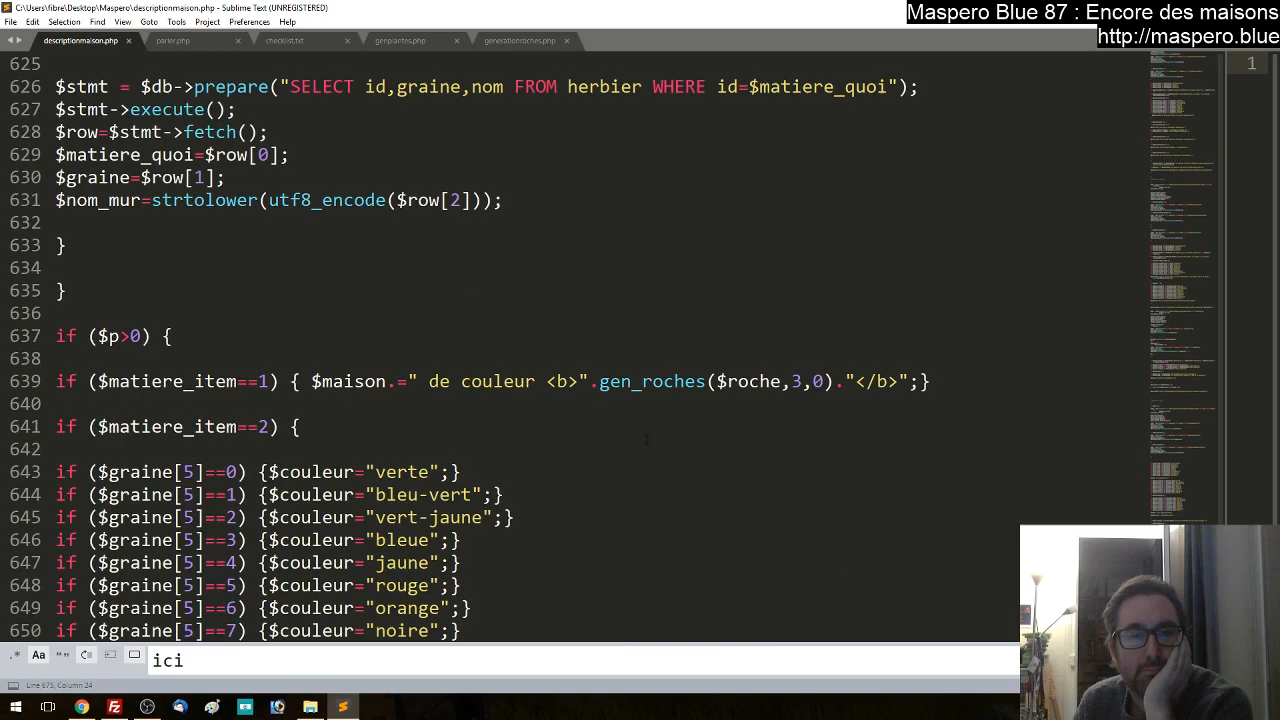 C:\Users\fibre\Desktop\Maspero\descriptionmaison.php - Sublime Text (UNREGISTERED)
Maspero Blue 87 : Encore des maisons
http://maspero.blue
File Edit Selection Find View Goto Tools Project Preferences Help
descriptionmaison.php × parler.php × checklist.txt × genplantes.php × generationroches.php ×
625
626 $stmt = $db->prepare("SELECT id,graine,nom FROM herbier WHERE id=$matiere_quoi");
627 $stmt->execute();
628 $row=$stmt->fetch();
629 $matiere_quoi=$row[0];
630 $graine=$row[1];
631 $nom_mur=strtolower(utf8_encode($row[2]));
632
633 }
634
635 }
636
637 if ($p>0) {
638
639 if ($matiere_item==1) { $maison.=" de couleur <b>".gen_roches($roche,3,0)."</b>";}
640
641 if ($matiere_item==2) {
642
643 if ($graine[5]==0) {$couleur="verte";}
644 if ($graine[5]==1) {$couleur="bleu-vert";}
645 if ($graine[5]==2) {$couleur="vert-jaune";}
646 if ($graine[5]==3) {$couleur="bleue";}
647 if ($graine[5]==4) {$couleur="jaune";}
648 if ($graine[5]==5) {$couleur="rouge";}
649 if ($graine[5]==6) {$couleur="orange";}
650 if ($graine[5]==7) {$couleur="noire";}
1
.* Aa “” ici
Line 675, Column 24